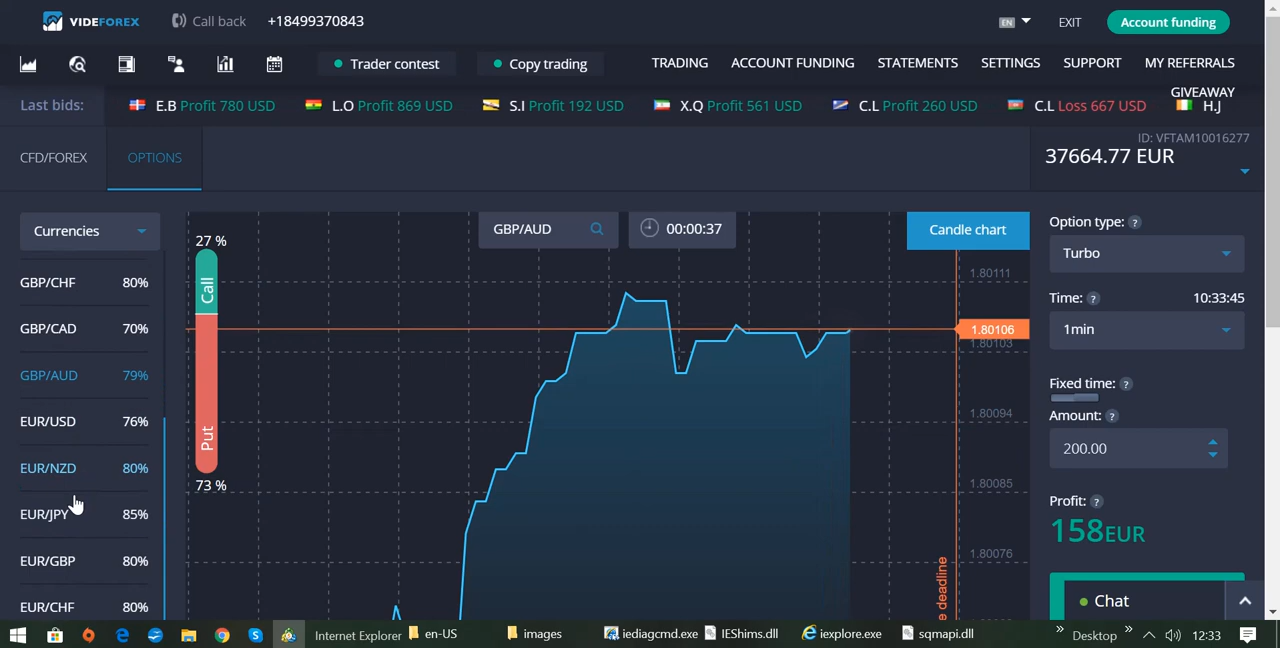 VIDEFOREX
Call back
+18499370843
EN
EXIT
Account funding
Trader contest
Copy trading
TRADING
ACCOUNT FUNDING
STATEMENTS
SETTINGS
SUPPORT
MY REFERRALS
GIVEAWAY
Last bids:
E.B Profit 780 USD
L.O Profit 869 USD
S.I Profit 192 USD
X.Q Profit 561 USD
C.L Profit 260 USD
C.L Loss 667 USD
H.J
CFD/FOREX
OPTIONS
ID: VFTAM10016277
37664.77 EUR
Currencies
GBP/CHF 80%
GBP/CAD 70%
GBP/AUD 79%
EUR/USD 76%
EUR/NZD 80%
EUR/JPY 85%
EUR/GBP 80%
EUR/CHF 80%
27 %
Call
Put
73 %
GBP/AUD
00:00:37
Candle chart
1.80111
1.80106
1.80103
1.80094
1.80085
1.80076
e deadline
Option type: ?
Turbo
Time: ? 10:33:45
1min
Fixed time: ?
Amount: ?
200.00
Profit: ?
158EUR
Chat
Internet Explorer
en-US
images
iediagcmd.exe
IEShims.dll
iexplore.exe
sqmapi.dll
Desktop
12:33